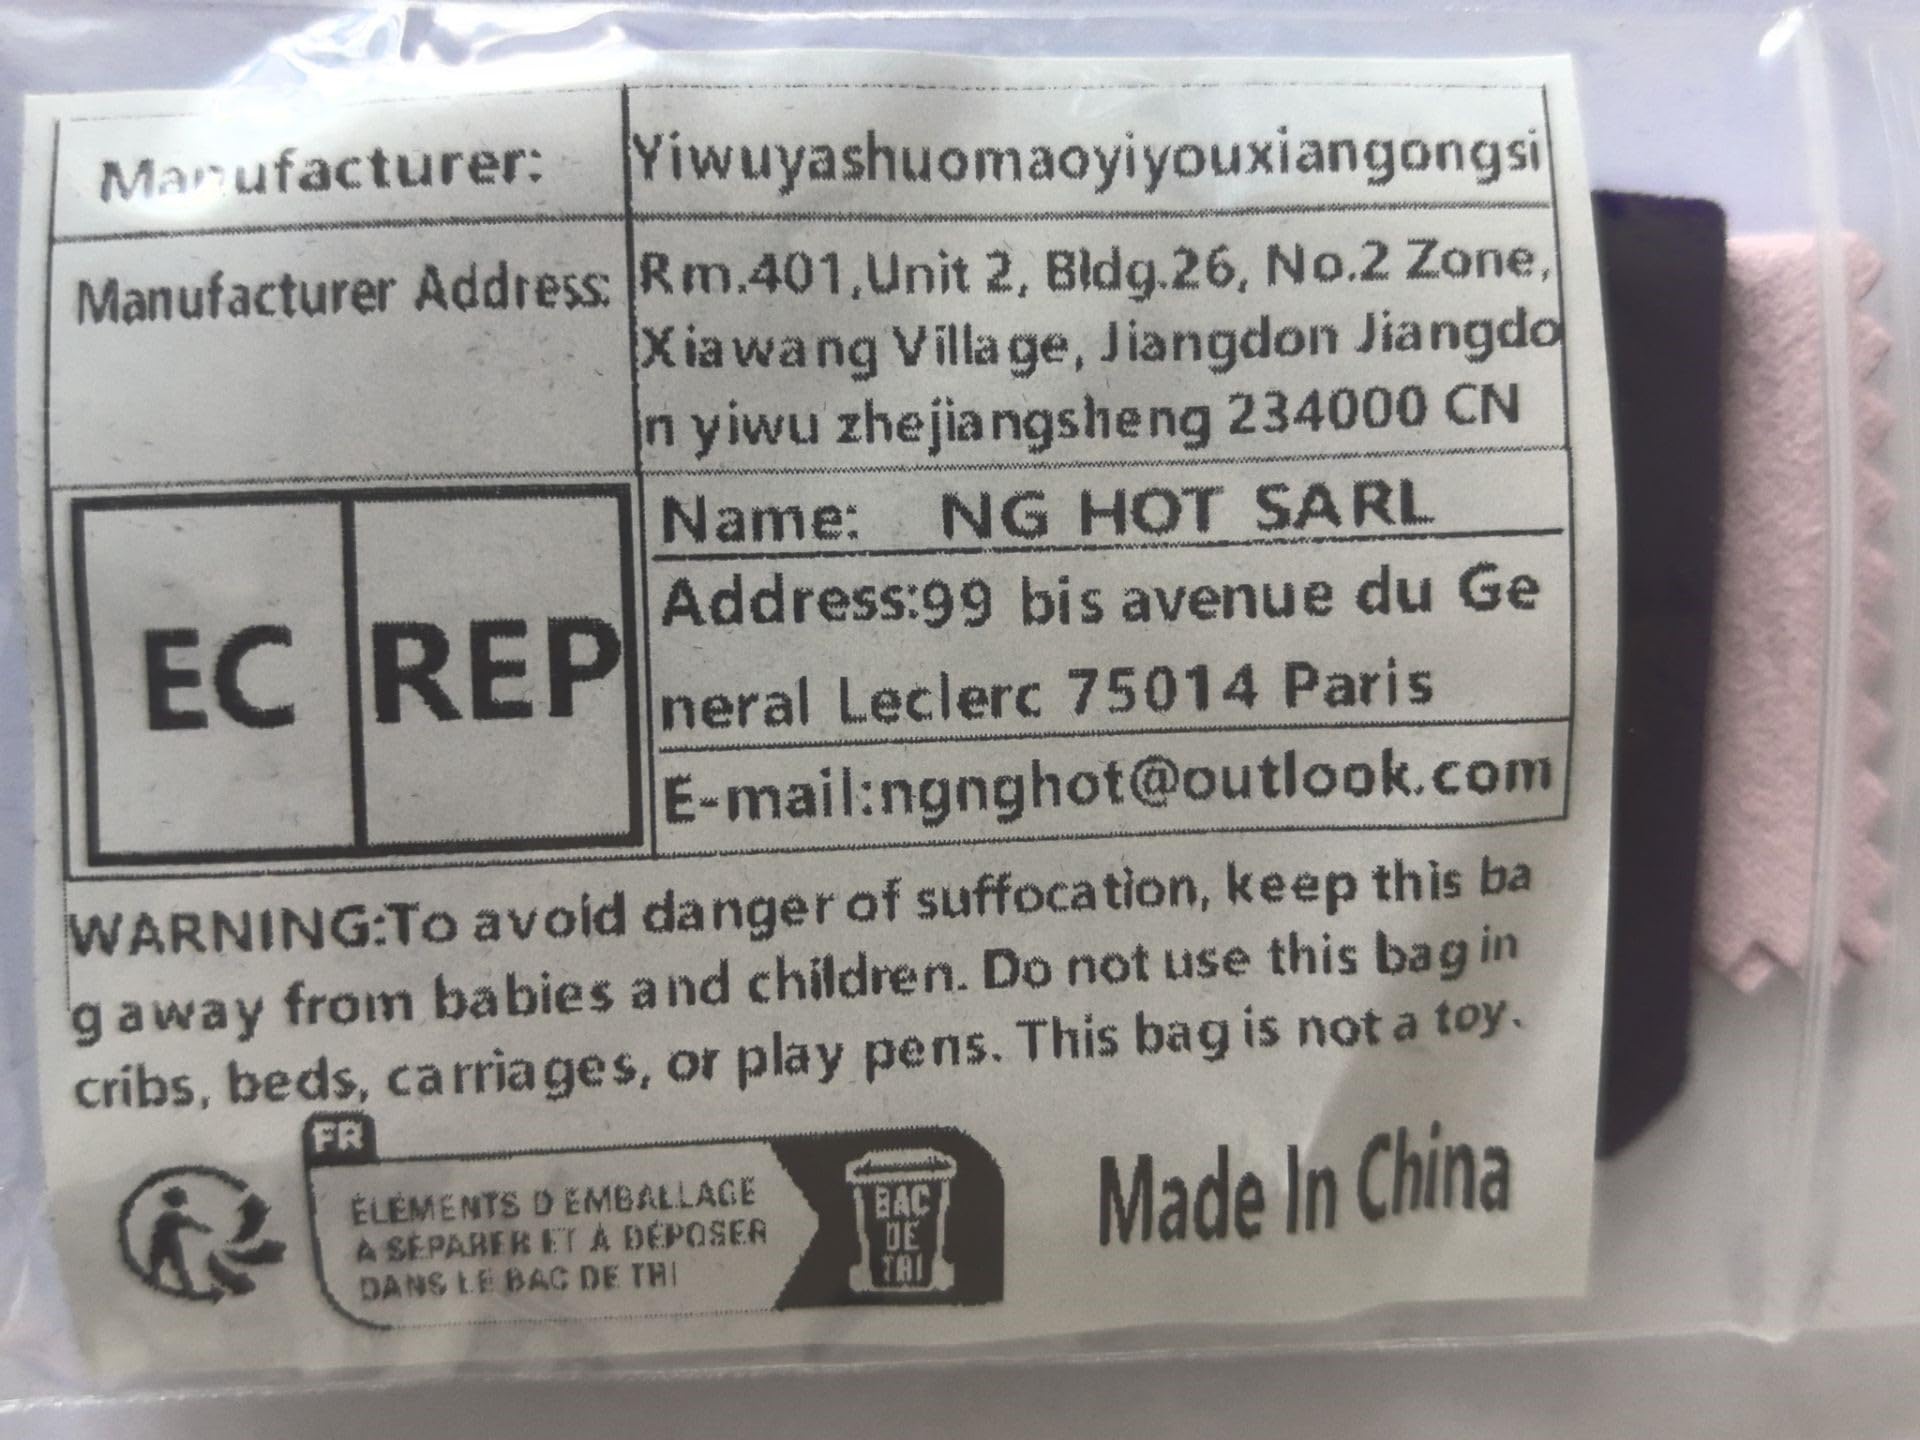 Manufacturer: Yiwuyashuomaoyiyouxiangongsi
Manufacturer Address: Rm.401,Unit 2, Bldg.26, No.2 Zone,
Xiawang Village, Jiangdon Jiangdo
n yiwu zhejiangsheng 234000 CN
EC REP
Name: NG HOT SARL
Address:99 bis avenue du Ge
neral Leclerc 75014 Paris
E-mail:ngnghot@outlook.com
WARNING:To avoid danger of suffocation, keep this ba
g away from babies and children. Do not use this bag in
cribs, beds, carriages, or play pens. This bag is not a toy.
FR
ÉLÉMENTS D EMBALLAGE
À SÉPARER ET À DÉPOSER
DANS LE BAC DE TRI
BAC
DE
TRI
Made In China